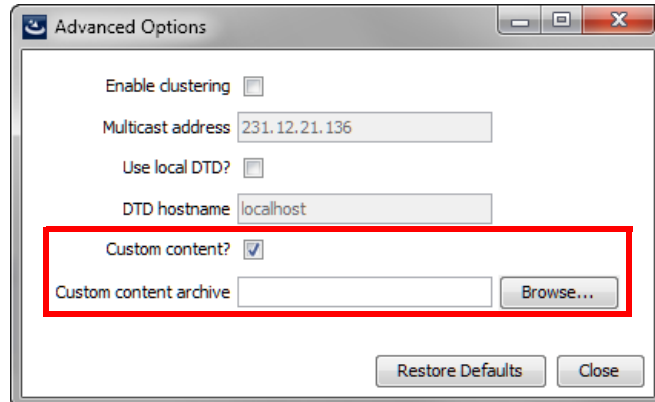 Advanced Options
Enable clustering
Multicast address 231.12.21.136
Use local DTD?
DTD hostname localhost
Custom content?
Custom content archive Browse...
Restore Defaults Close